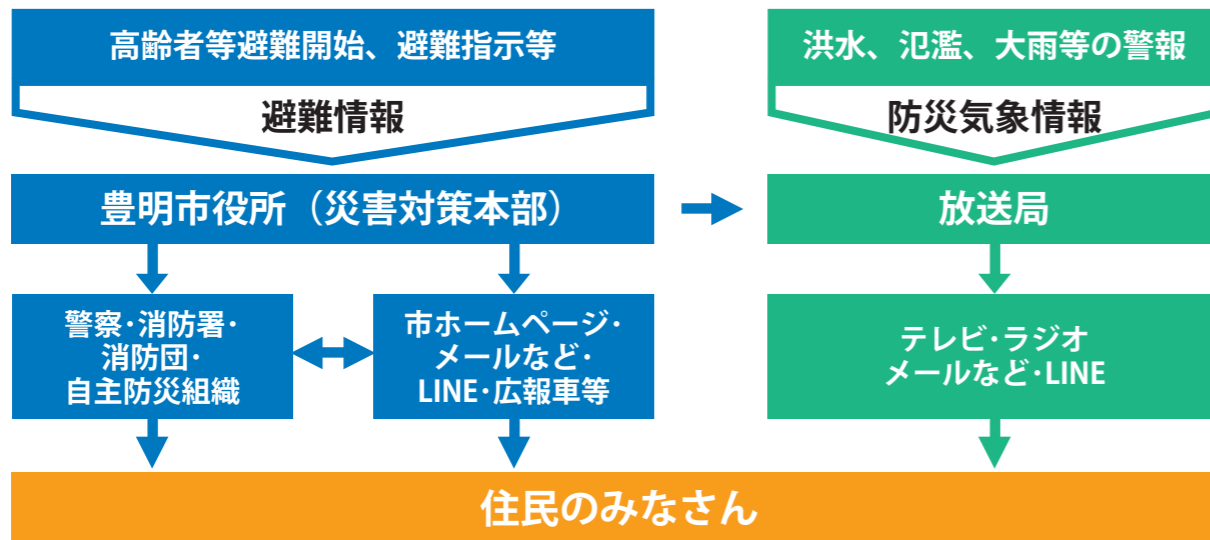 高齢者等避難開始、避難指示等
避難情報
洪水、氾濫、大雨等の警報
防災気象情報
豊明市役所（災害対策本部）
放送局
警察･消防署･
消防団･
自主防災組織
市ホームページ･
メールなど･
LINE･広報車等
テレビ･ラジオ
メールなど･LINE
住民のみなさん